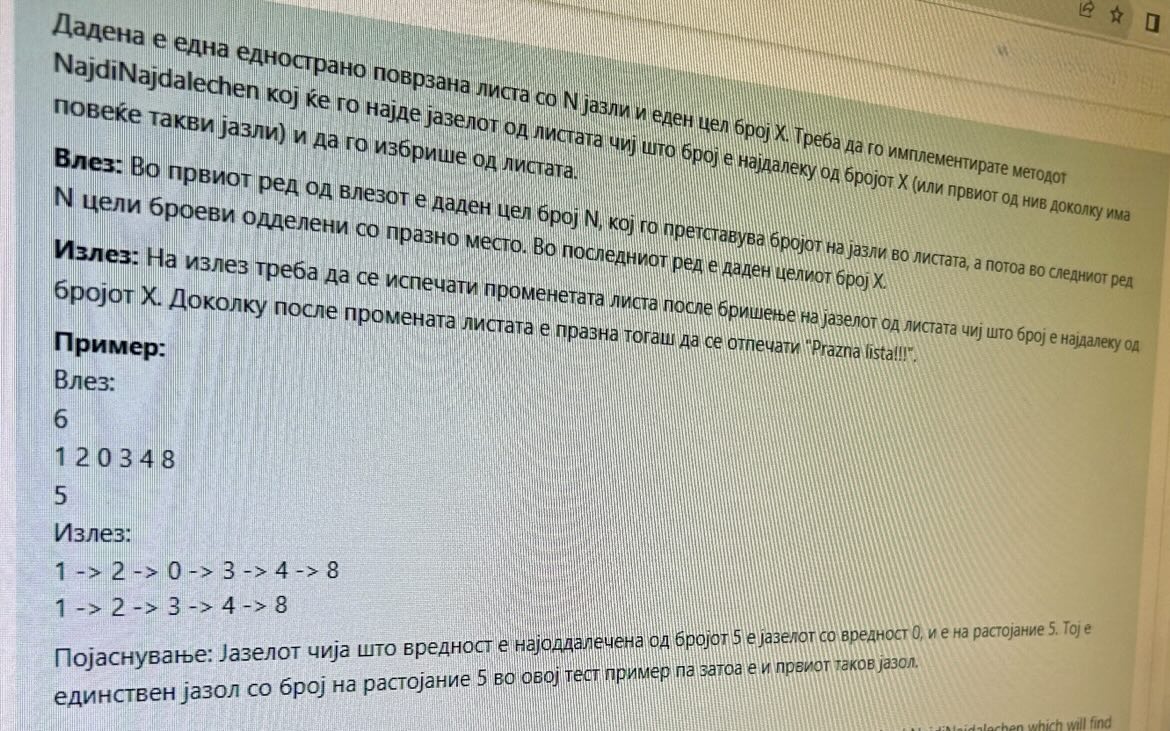 Дадена е една еднострано поврзана листа со N јазли и еден цел број X. Треба да го имплементирате методот
NajdiNajdalechen кој ќе го најде јазелот од листата чиј што број е најдалеку од бројот X (или првиот од нив доколку има
повеќе такви јазли) и да го избрише од листата.
Влез: Во првиот ред од влезот е даден цел број N, кој го претставува бројот на јазли во листата, а потоа во следниот ред
N цели броеви одделени со празно место. Во последниот ред е даден целиот број X.
Излез: На излез треба да се испечати променетата листа после бришење на јазелот од листата чиј што број е најдалеку од
бројот X. Доколку после промената листата е празна тогаш да се отпечати "Prazna lista!!!".
Пример:
Влез:
6
1 2 0 3 4 8
5
Излез:
1 -> 2 -> 0 -> 3 -> 4 -> 8
1 -> 2 -> 3 -> 4 -> 8
Појаснување: Јазелот чија што вредност е најоддалечена од бројот 5 е јазелот со вредност 0, и е на растојание 5. Тој е
единствен јазол со број на растојание 5 во овој тест пример па затоа е и првиот таков јазол.
which will find